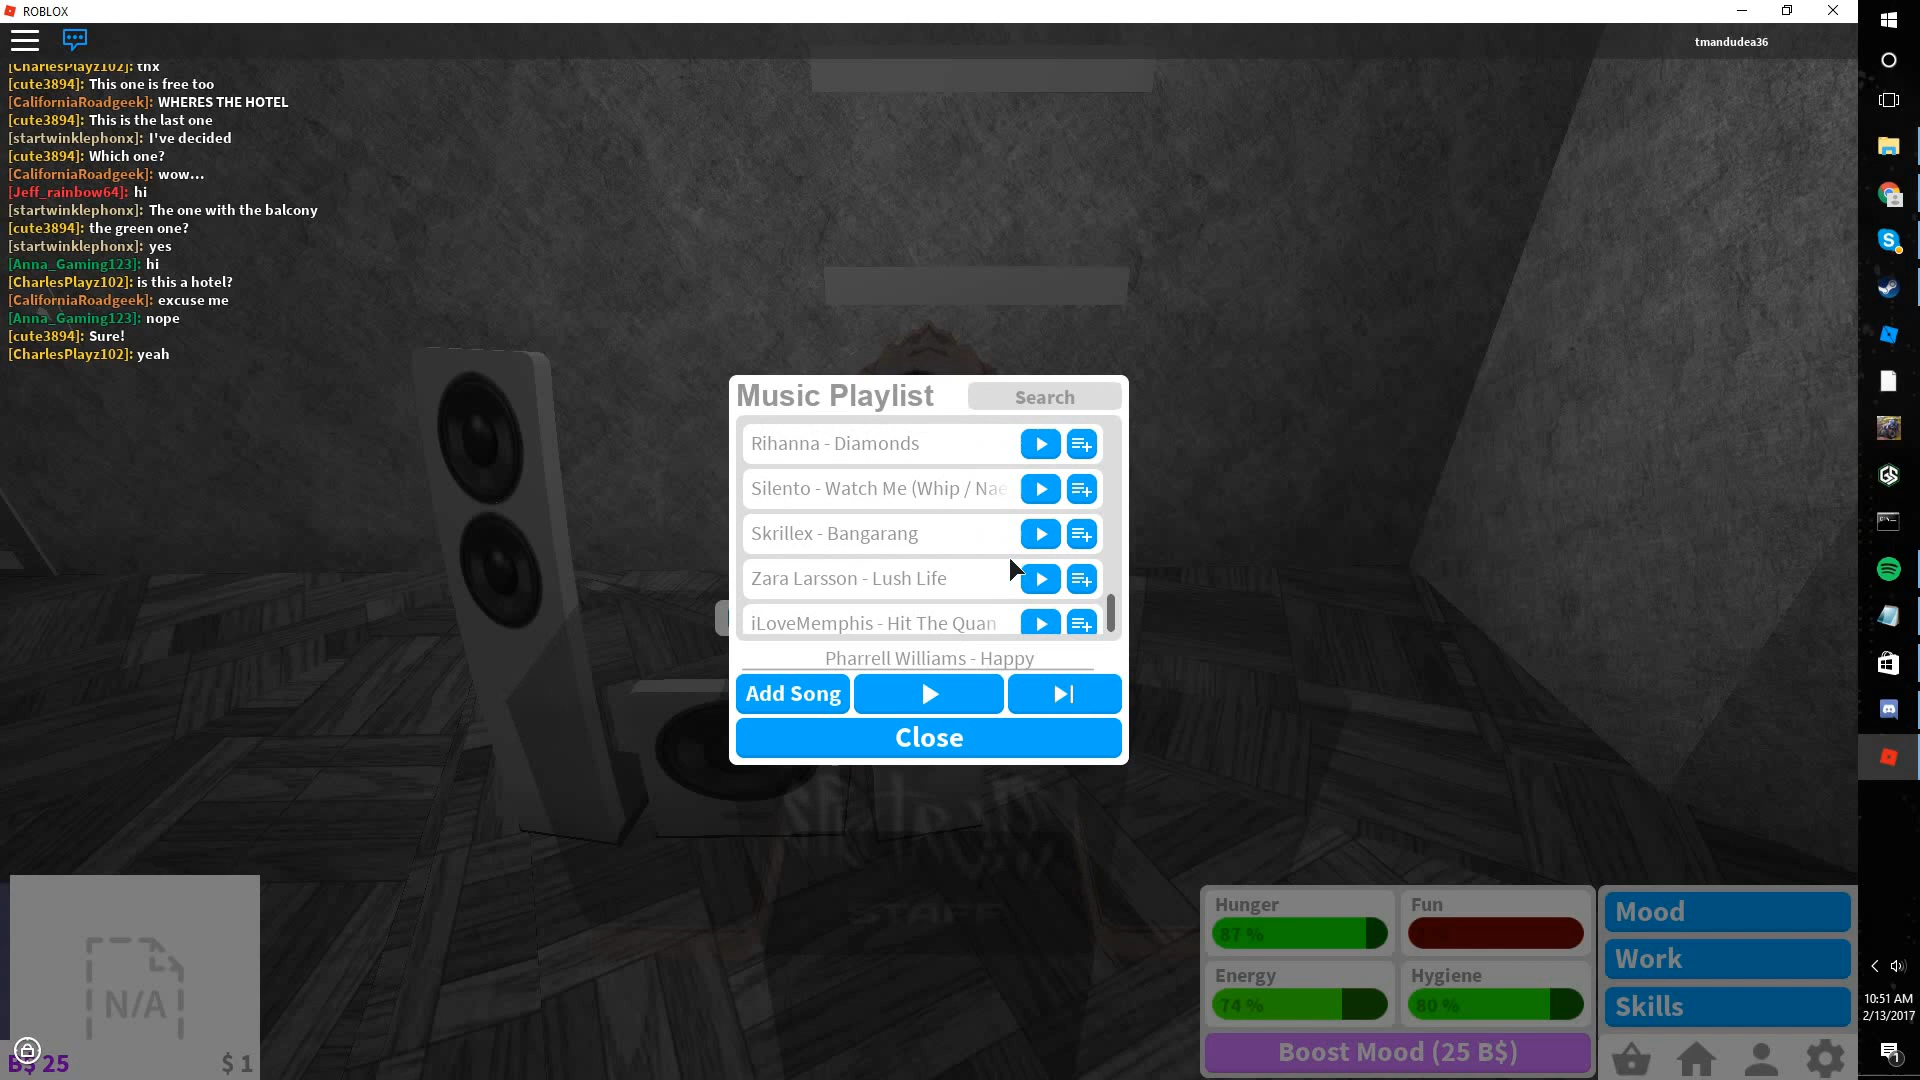 ROBLOX
tmandudea36
[CharlesPlayz102]: thx
[cute3894]: This one is free too
[CaliforniaRoadgeek]: WHERES THE HOTEL
[cute3894]: This is the last one
[startwinklephonx]: I've decided
[cute3894]: Which one?
[CaliforniaRoadgeek]: wow...
[Jeff_rainbow64]: hi
[startwinklephonx]: The one with the balcony
[cute3894]: the green one?
[startwinklephonx]: yes
[Anna_Gaming123]: hi
[CharlesPlayz102]: is this a hotel?
[CaliforniaRoadgeek]: excuse me
[Anna_Gaming123]: nope
[cute3894]: Sure!
[CharlesPlayz102]: yeah
Music Playlist
Search
Rihanna - Diamonds
Silento - Watch Me (Whip / Nae
Skrillex - Bangarang
Zara Larsson - Lush Life
iLoveMemphis - Hit The Quan
Pharrell Williams - Happy
Add Song
Close
STAFF
N/A
B$ 25
$ 1
Hunger
87 %
Fun
Energy
74 %
Hygiene
80 %
Boost Mood (25 B$)
Mood
Work
Skills
10:51 AM
2/13/2017
1